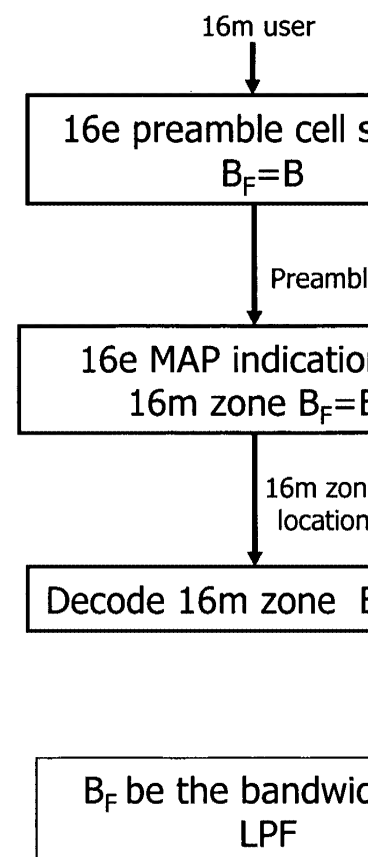 16m user
16e preamble cell s
B_F=B
Preambl
16e MAP indication
16m zone B_F=B
16m zon
location
Decode 16m zone B
B_F be the bandwid
LPF